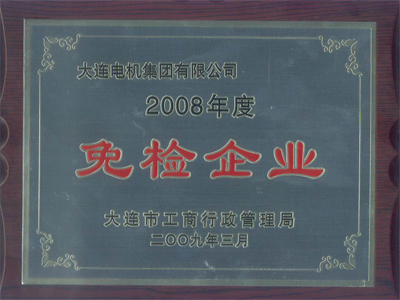 大连电机集团有限公司
2008年度
免检企业
大连市工商行政管理局
二〇〇九年三月